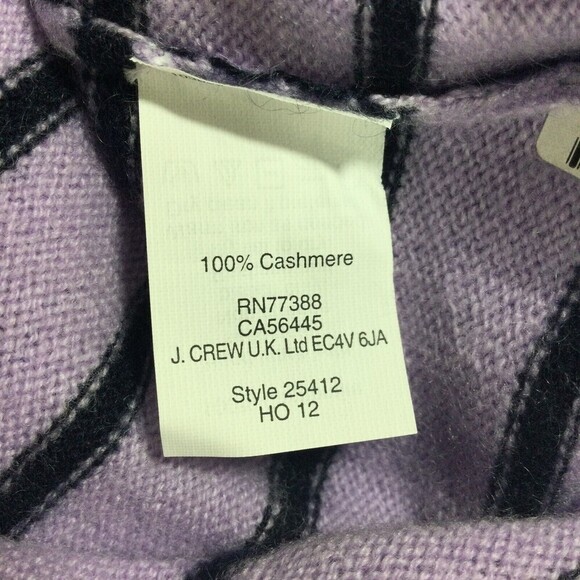 100% Cashmere
RN77388
CA56445
J. CREW U.K. Ltd EC4V 6JA
Style 25412
HO 12